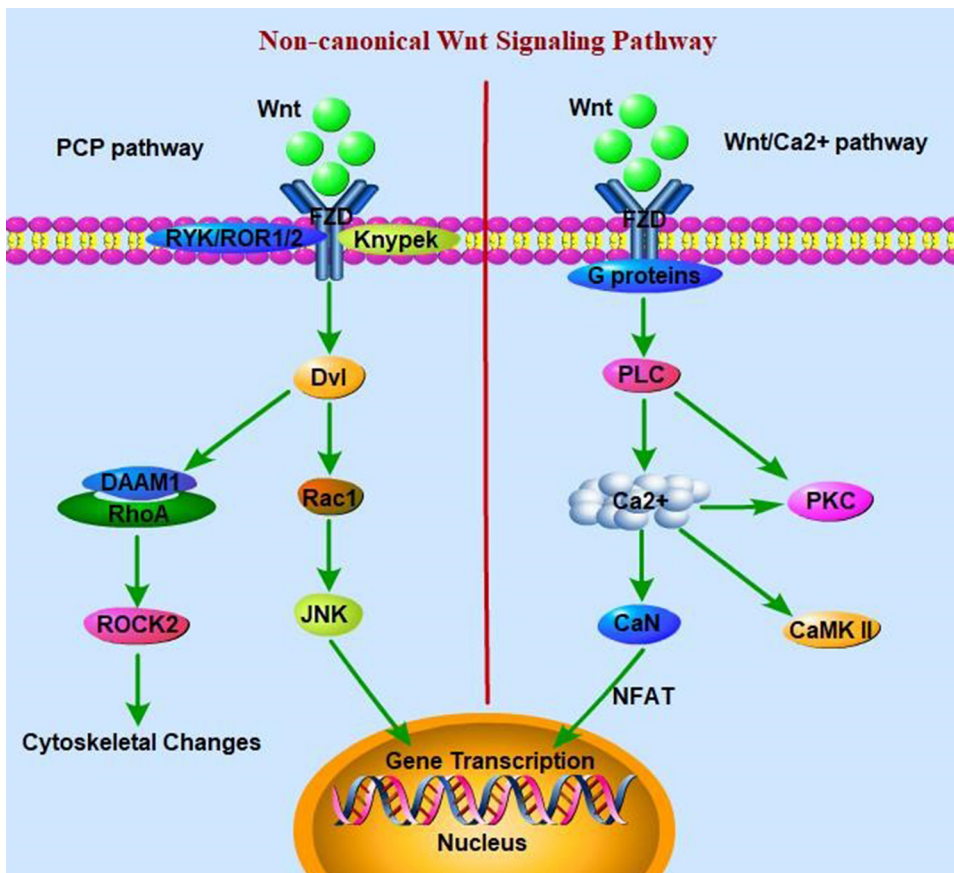 Non-canonical Wnt Signaling Pathway
Wnt
PCP pathway
FZD
RYK/ROR1/2
Knypek
Dvl
DAAM1
RhoA
Rac1
ROCK2
JNK
Cytoskeletal Changes
Wnt
Wnt/Ca2+ pathway
FZD
G proteins
PLC
Ca2+
PKC
CaN
CaMK II
NFAT
Gene Transcription
Nucleus